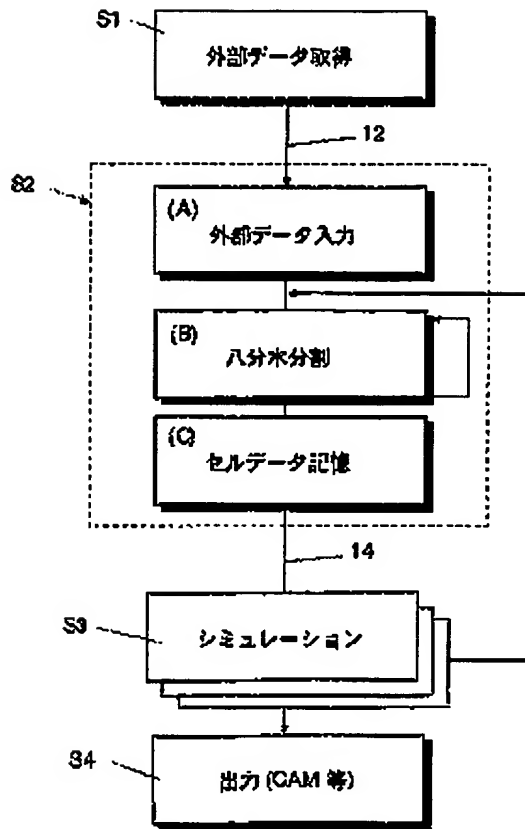 S1
外部データ取得
12
S2
(A)
外部データ入力
(B)
八分木分割
(C)
セルデータ記憶
14
S3
シミュレーション
S4
出力 (CAM 等)